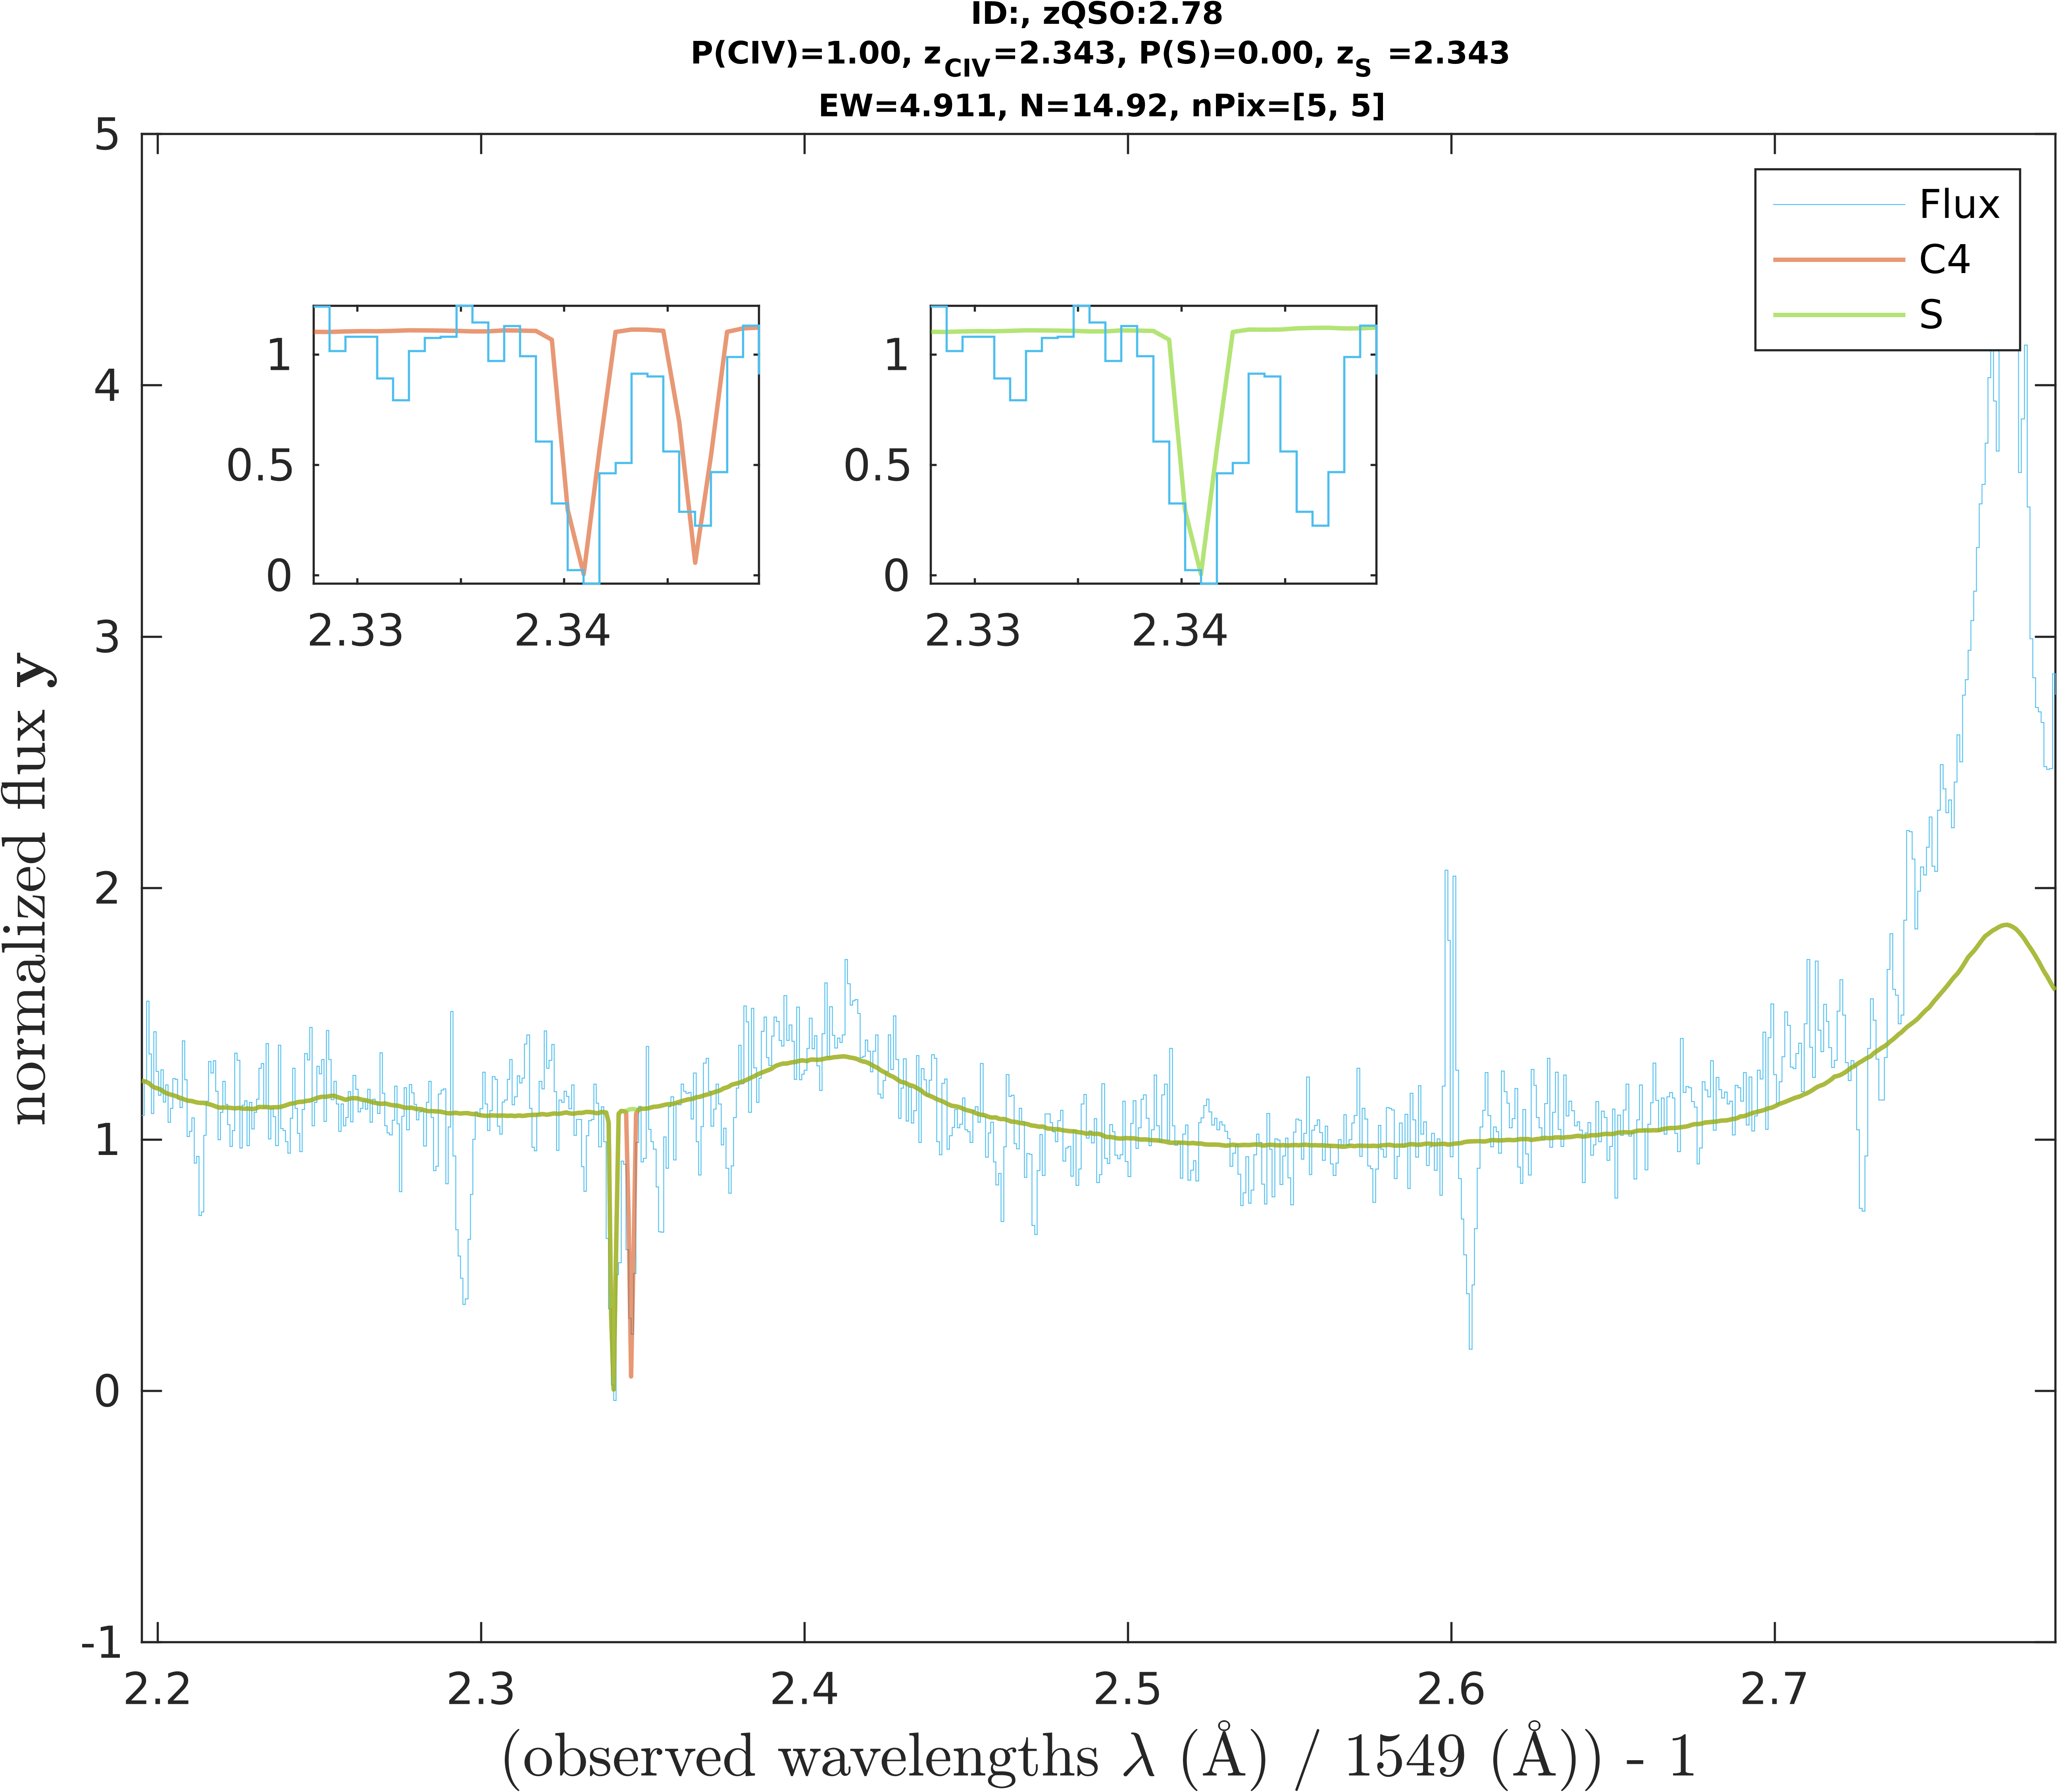 ID:, zQSO:2.78
P(CIV)=1.00, zCIV=2.343, P(S)=0.00, zS =2.343
EW=4.911, N=14.92, nPix=[5, 5]
5
4
3
2
1
0
-1
normalized flux y
Flux
C4
S
1
0.5
0
2.33
2.34
1
0.5
0
2.33
2.34
2.2
2.3
2.4
2.5
2.6
2.7
(observed wavelengths λ (Å) / 1549 (Å)) - 1